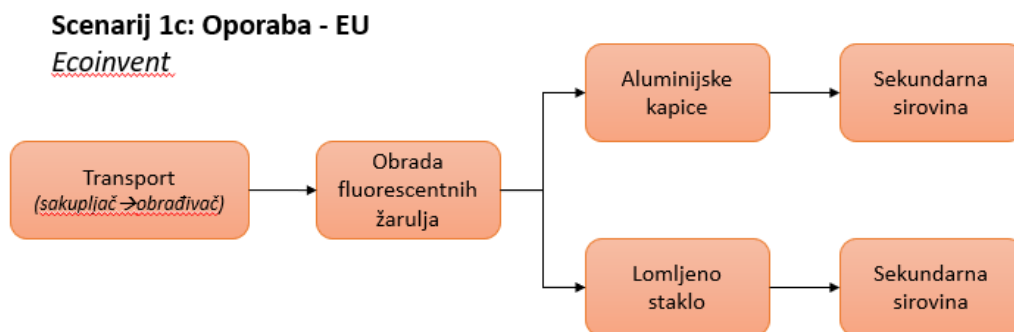 Scenarij 1c: Oporaba - EU
Ecoinvent
Transport
(sakupljač→obrađivač)
Obrada
fluorescentnih
žarulja
Aluminijske
kapice
Sekundarna
sirovina
Lomljeno
staklo
Sekundarna
sirovina